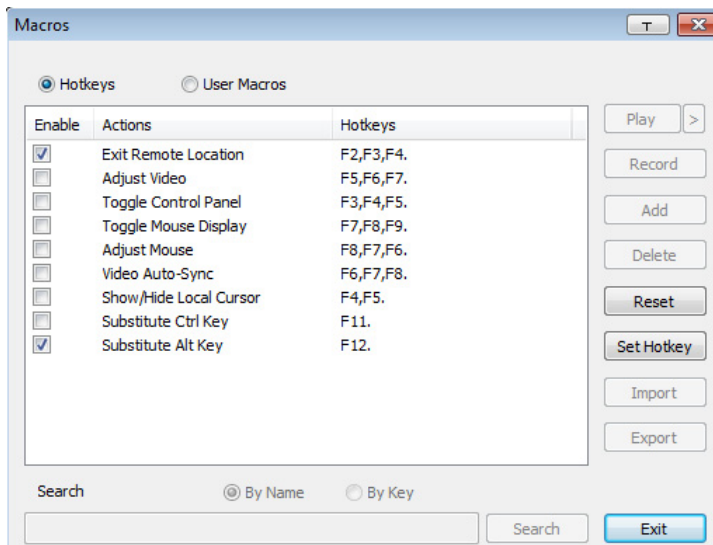 Macros
T
Hotkeys User Macros
Enable Actions Hotkeys
Exit Remote Location F2,F3,F4.
Adjust Video F5,F6,F7.
Toggle Control Panel F3,F4,F5.
Toggle Mouse Display F7,F8,F9.
Adjust Mouse F8,F7,F6.
Video Auto-Sync F6,F7,F8.
Show/Hide Local Cursor F4,F5.
Substitute Ctrl Key F11.
Substitute Alt Key F12.
Play >
Record
Add
Delete
Reset
Set Hotkey
Import
Export
Search By Name By Key
Search Exit